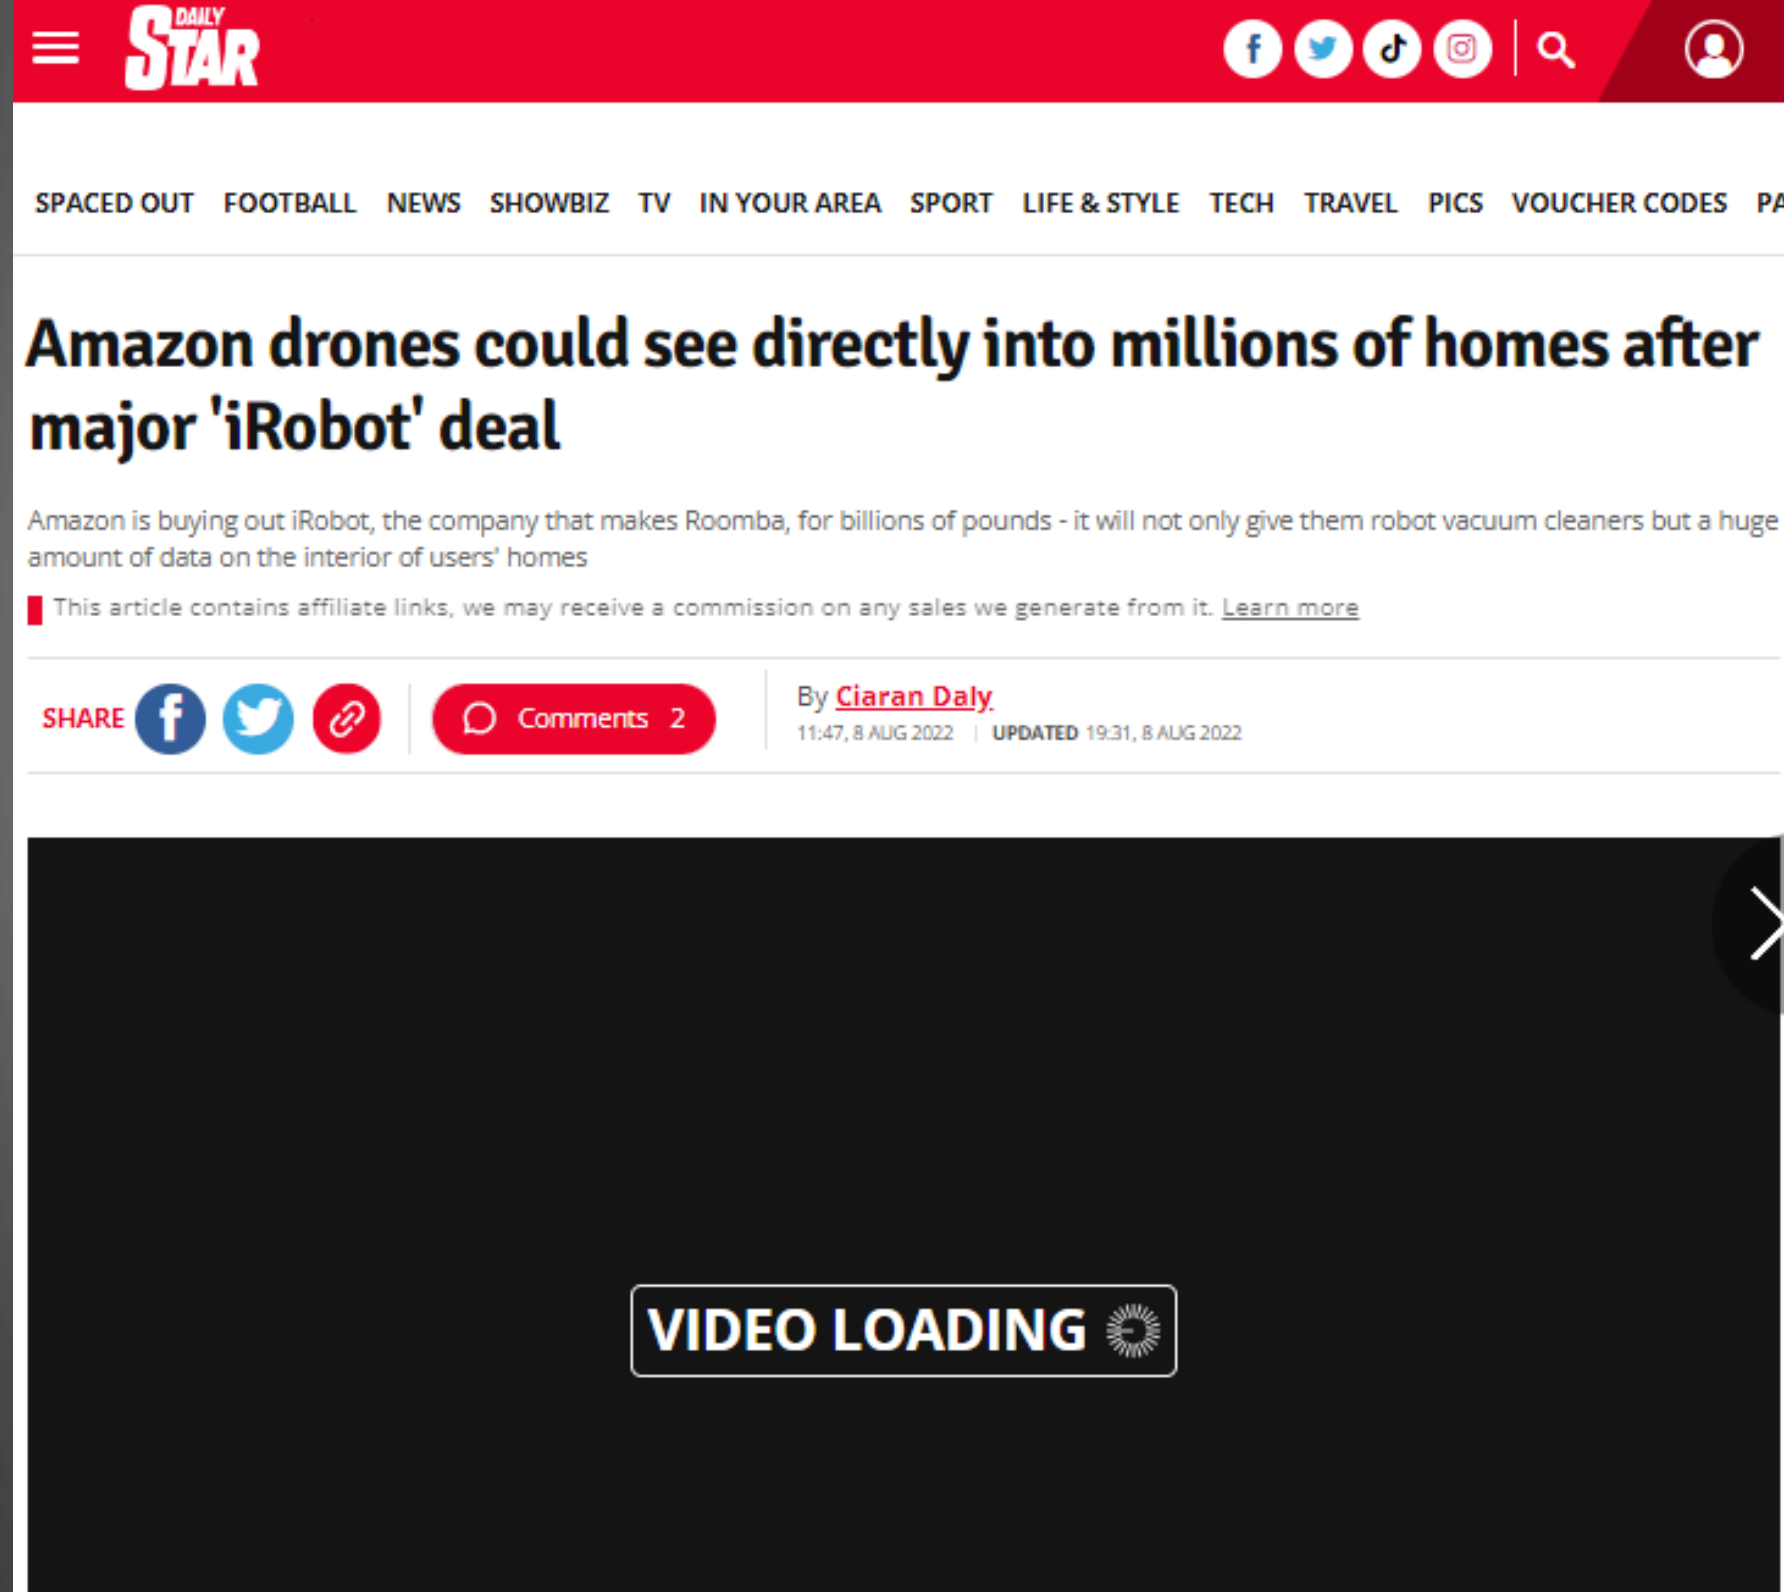 DAILY
STAR
SPACED OUT FOOTBALL NEWS SHOWBIZ TV IN YOUR AREA SPORT LIFE & STYLE TECH TRAVEL PICS VOUCHER CODES PA
Amazon drones could see directly into millions of homes after
major 'iRobot' deal
Amazon is buying out iRobot, the company that makes Roomba, for billions of pounds - it will not only give them robot vacuum cleaners but a huge
amount of data on the interior of users' homes
This article contains affiliate links, we may receive a commission on any sales we generate from it. Learn more
SHARE Comments 2
By Ciaran Daly
11:47, 8 AUG 2022 | UPDATED 19:31, 8 AUG 2022
VIDEO LOADING